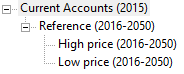 Current Accounts (2015)
Reference (2016-2050)
High price (2016-2050)
Low price (2016-2050)